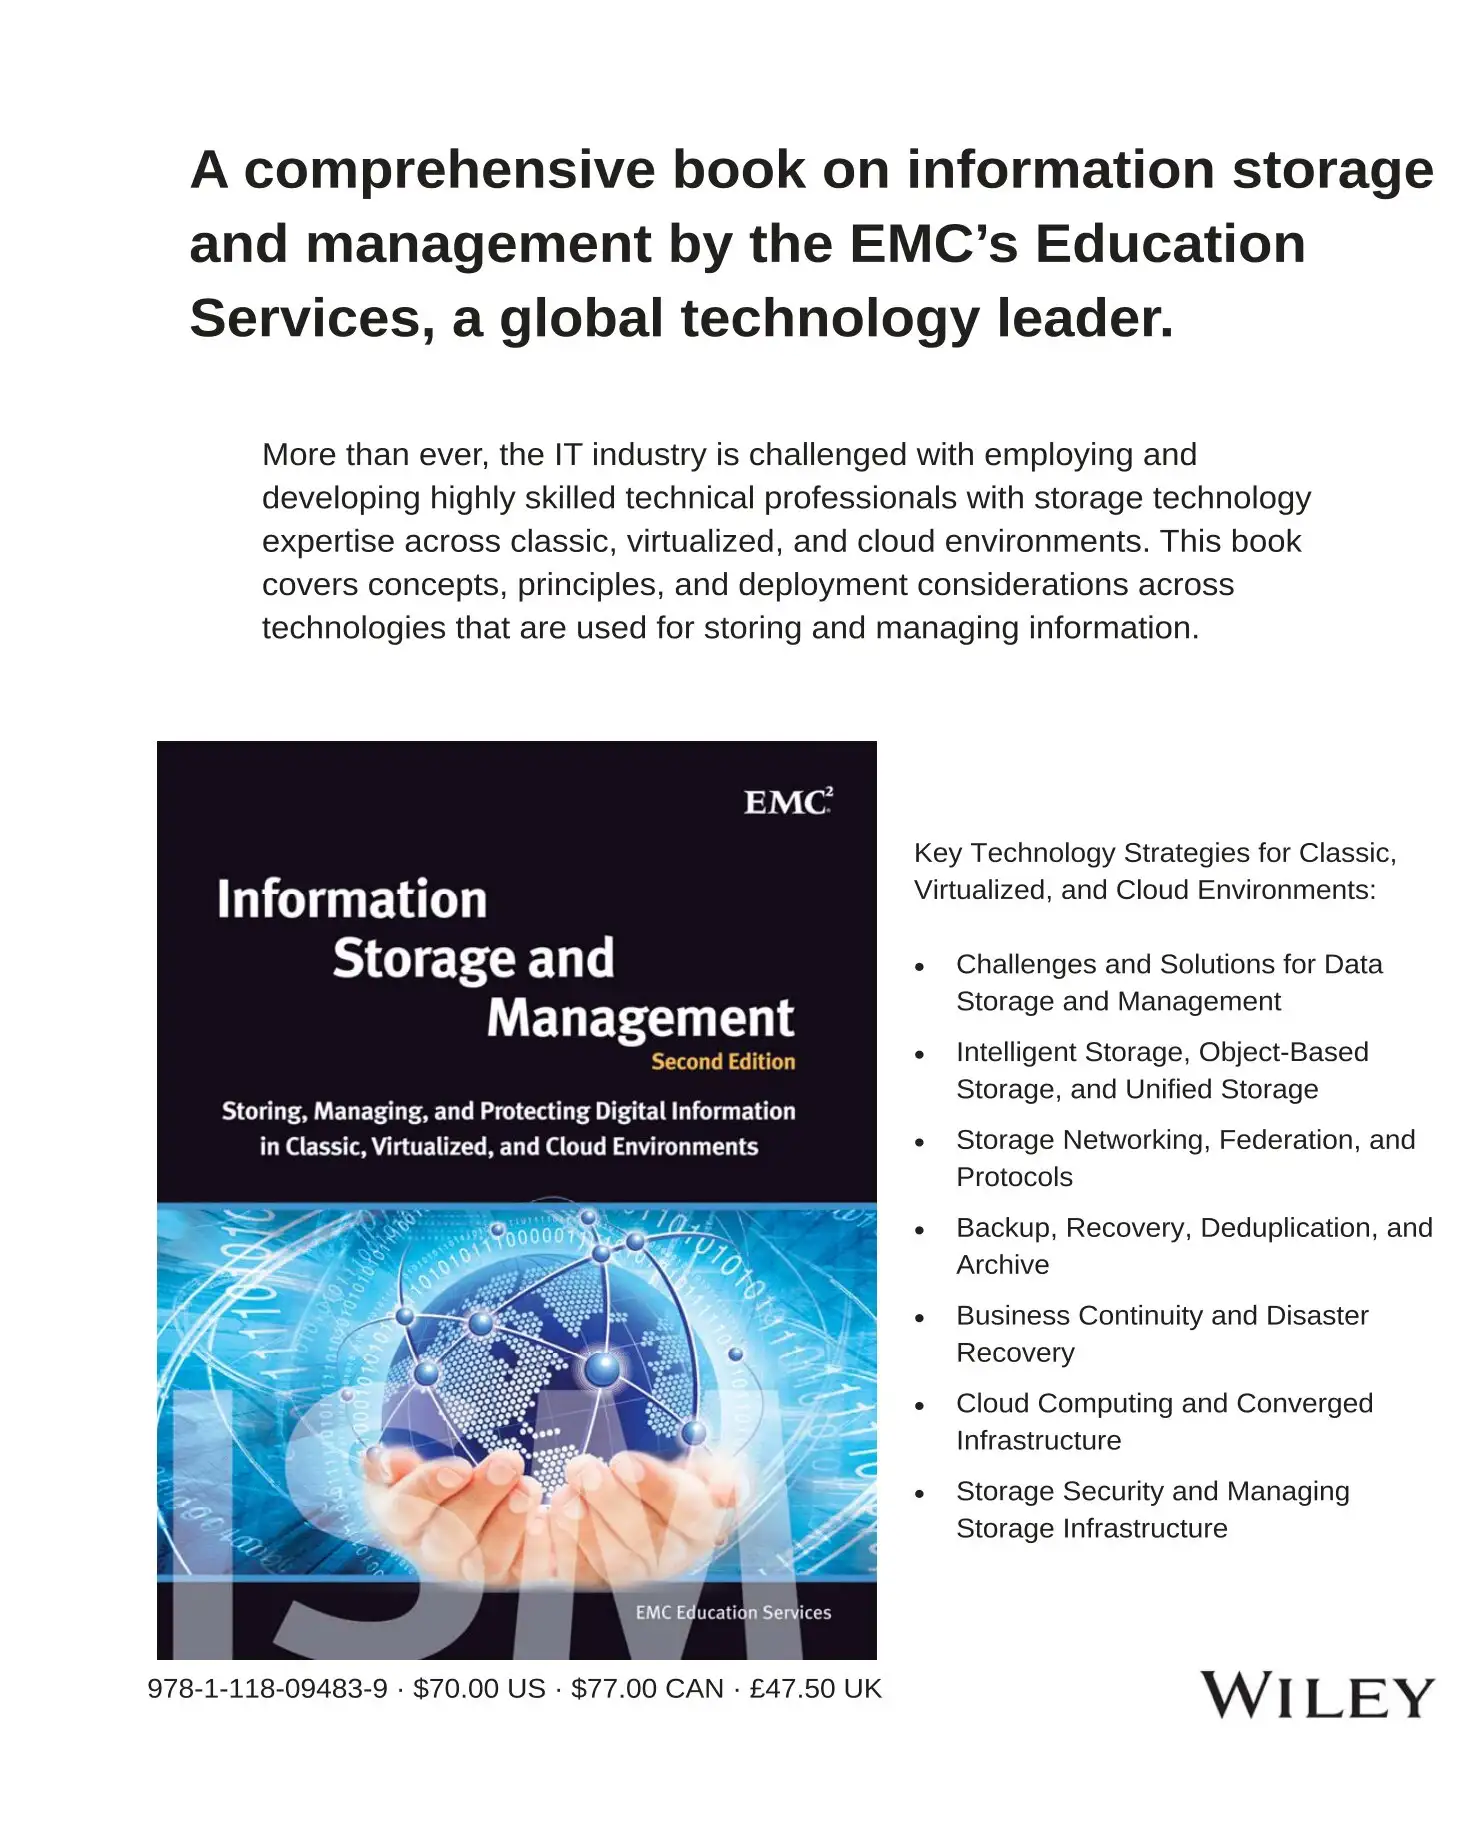 A comprehensive book on information storage
and management by the EMC’s Education
Services, a global technology leader.
More than ever, the IT industry is challenged with employing and
developing highly skilled technical professionals with storage technology
expertise across classic, virtualized, and cloud environments. This book
covers concepts, principles, and deployment considerations across
technologies that are used for storing and managing information.
EMC²
Information
Storage and
Management
Second Edition
Storing, Managing, and Protecting Digital Information
in Classic, Virtualized, and Cloud Environments
ISM
EMC Education Services
978-1-118-09483-9 · $70.00 US · $77.00 CAN · £47.50 UK
Key Technology Strategies for Classic,
Virtualized, and Cloud Environments:
• Challenges and Solutions for Data
Storage and Management
• Intelligent Storage, Object-Based
Storage, and Unified Storage
• Storage Networking, Federation, and
Protocols
• Backup, Recovery, Deduplication, and
Archive
• Business Continuity and Disaster
Recovery
• Cloud Computing and Converged
Infrastructure
• Storage Security and Managing
Storage Infrastructure
WILEY